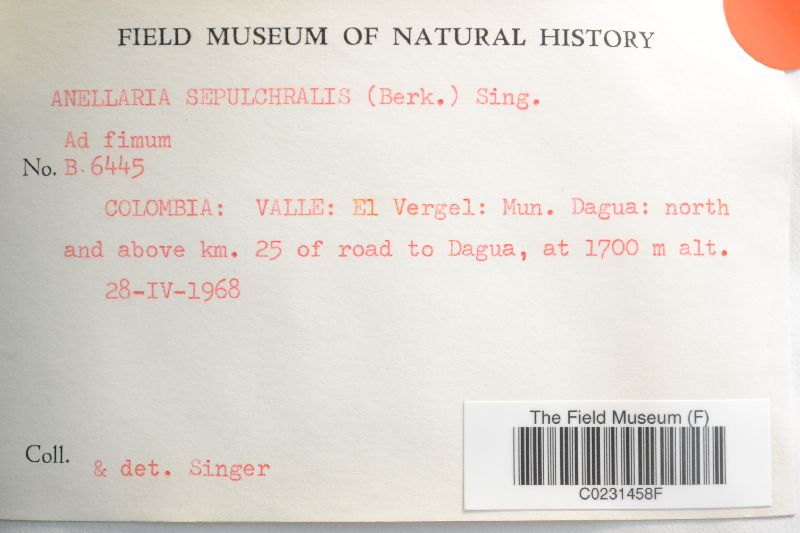 FIELD MUSEUM OF NATURAL HISTORY
ANELLARIA SEPULCHRALIS (Berk.) Sing.
Ad fimum
No. B.6445
COLOMBIA: VALLE: El Vergel: Mun. Dagua: north
and above km. 25 of road to Dagua, at 1700 m alt.
28-IV-1968
Coll. & det. Singer
The Field Museum (F)
C0231458F